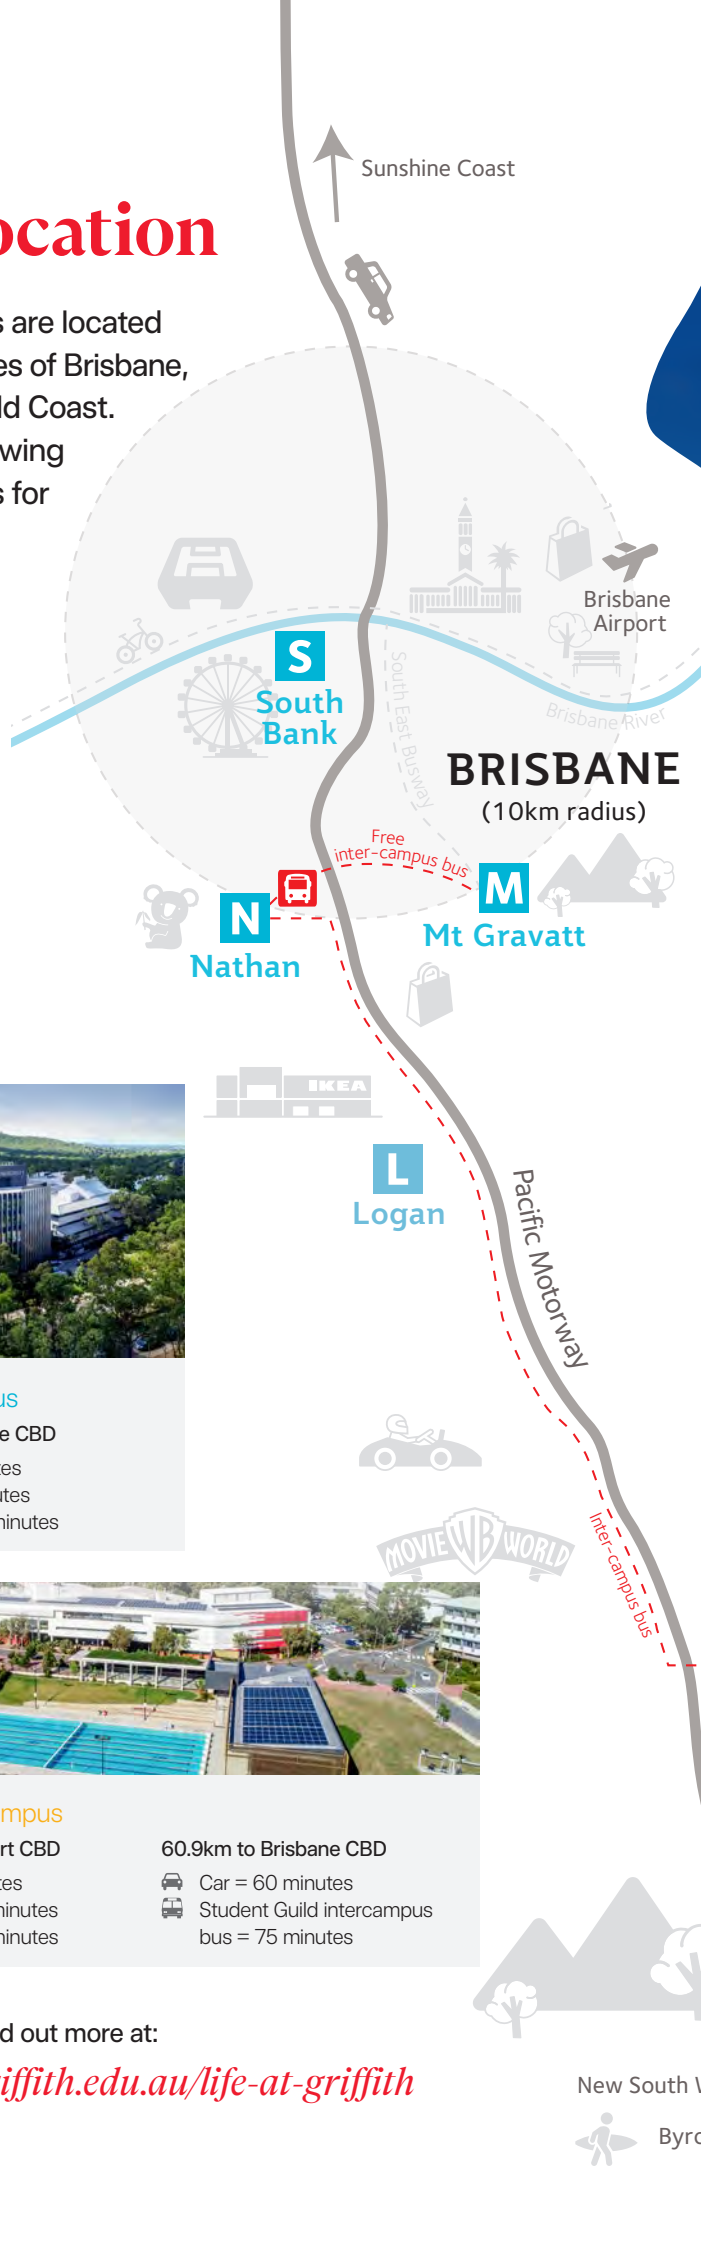 Sunshine Coast
ocation
s are located
es of Brisbane,
ld Coast.
wing
s for
Brisbane
Airport
S
South
Bank
South East Busway
Brisbane River
BRISBANE
(10km radius)
Free
inter-campus bus
M
Mt Gravatt
N
Nathan
IKEA
L
Logan
Pacific Motorway
us
e CBD
tes
utes
minutes
MOVIE WB WORLD
Inter-campus bus
mpus
rt CBD
tes
minutes
minutes
60.9km to Brisbane CBD
Car = 60 minutes
Student Guild intercampus
bus = 75 minutes
d out more at:
riffith.edu.au/life-at-griffith
New South W
Byro